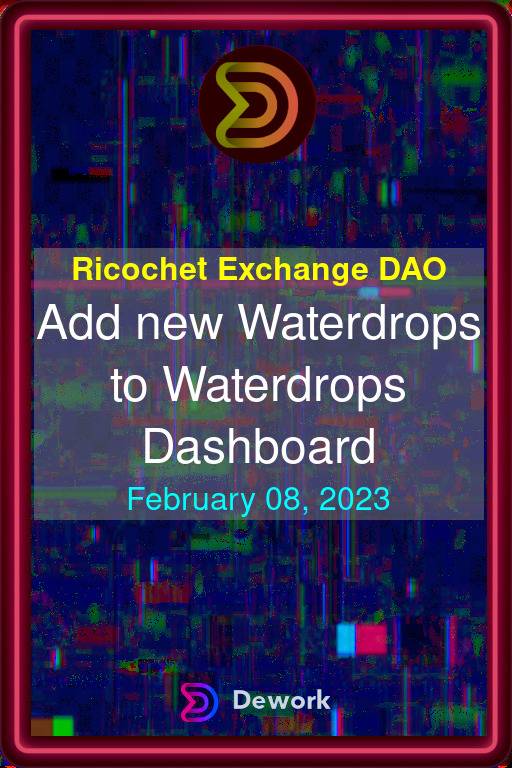 Ricochet Exchange DAO
Add new Waterdrops
to Waterdrops
Dashboard
February 08, 2023
Dework